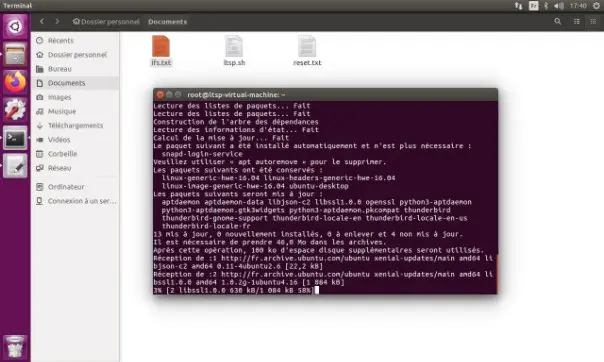 Terminal
Fr
17:40
Dossier personnel
Documents
Récents
Dossier personnel
Bureau
Documents
Images
Musique
Téléchargements
Vidéos
Corbeille
Réseau
Ordinateur
Connexion à un ser...
ifs.txt
ltsp.sh
reset.txt
root@ltsp-virtual-machine: ~
Lecture des listes de paquets... Fait
Lecture des listes de paquets... Fait
Construction de l'arbre des dépendances
Lecture des informations d'état... Fait
Calcul de la mise à jour... Fait
Le paquet suivant a été installé automatiquement et n'est plus nécessaire :
snapd-login-service
Veuillez utiliser « apt autoremove » pour le supprimer.
Les paquets suivants ont été conservés :
linux-generic-hwe-16.04 linux-headers-generic-hwe-16.04
linux-image-generic-hwe-16.04 ubuntu-desktop
Les paquets suivants seront mis à jour :
aptdaemon aptdaemon-data libjson-c2 libssl1.0.0 openssl python3-aptdaemon
python3-aptdaemon.gtk3widgets python3-aptdaemon.pkcompat thunderbird
thunderbird-gnome-support thunderbird-locale-en thunderbird-locale-en-us
thunderbird-locale-fr
13 mis à jour, 0 nouvellement installés, 0 à enlever et 4 non mis à jour.
Il est nécessaire de prendre 46,0 Mo dans les archives.
Après cette opération, 100 ko d'espace disque supplémentaires seront utilisés.
Réception de :1 http://fr.archive.ubuntu.com/ubuntu xenial-updates/main amd64 li
bjson-c2 amd64 0.11-4ubuntu2.6 [22,2 kB]
Réception de :2 http://fr.archive.ubuntu.com/ubuntu xenial-updates/main amd64 li
bssl1.0.0 amd64 1.0.2g-1ubuntu4.16 [1 084 kB]
3% [2 libssl1.0.0 630 kB/1 084 kB 58%]